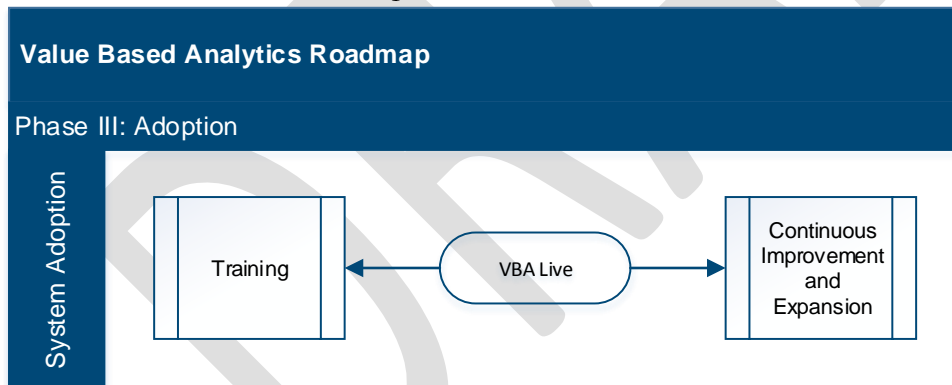 Value Based Analytics Roadmap
Phase III: Adoption
System Adoption
Training
VBA Live
Continuous
Improvement
and
Expansion